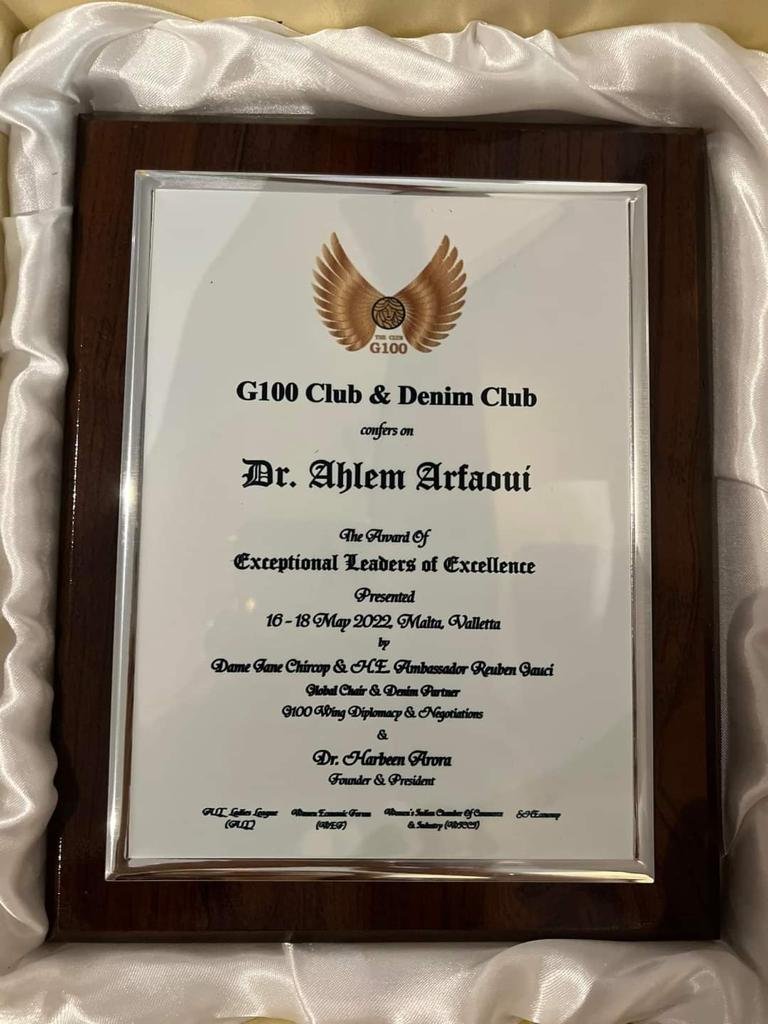 THE CLUB
G100
G100 Club & Denim Club
confers on
Dr. Ahlem Arfaoui
The Award Of
Exceptional Leaders of Excellence
Presented
16 - 18 May 2022, Malta, Valletta
by
Dame Jane Chircop & H.E. Ambassador Reuben Gauci
Global Chair & Denim Partner
G100 Wing Diplomacy & Negotiations
&
Dr. Harbeen Arora
Founder & President
ALL Ladies League Women Economic Forum Women's Indian Chamber Of Commerce SHEconomy
(ALL) (WEF) & Industry (WICCI)